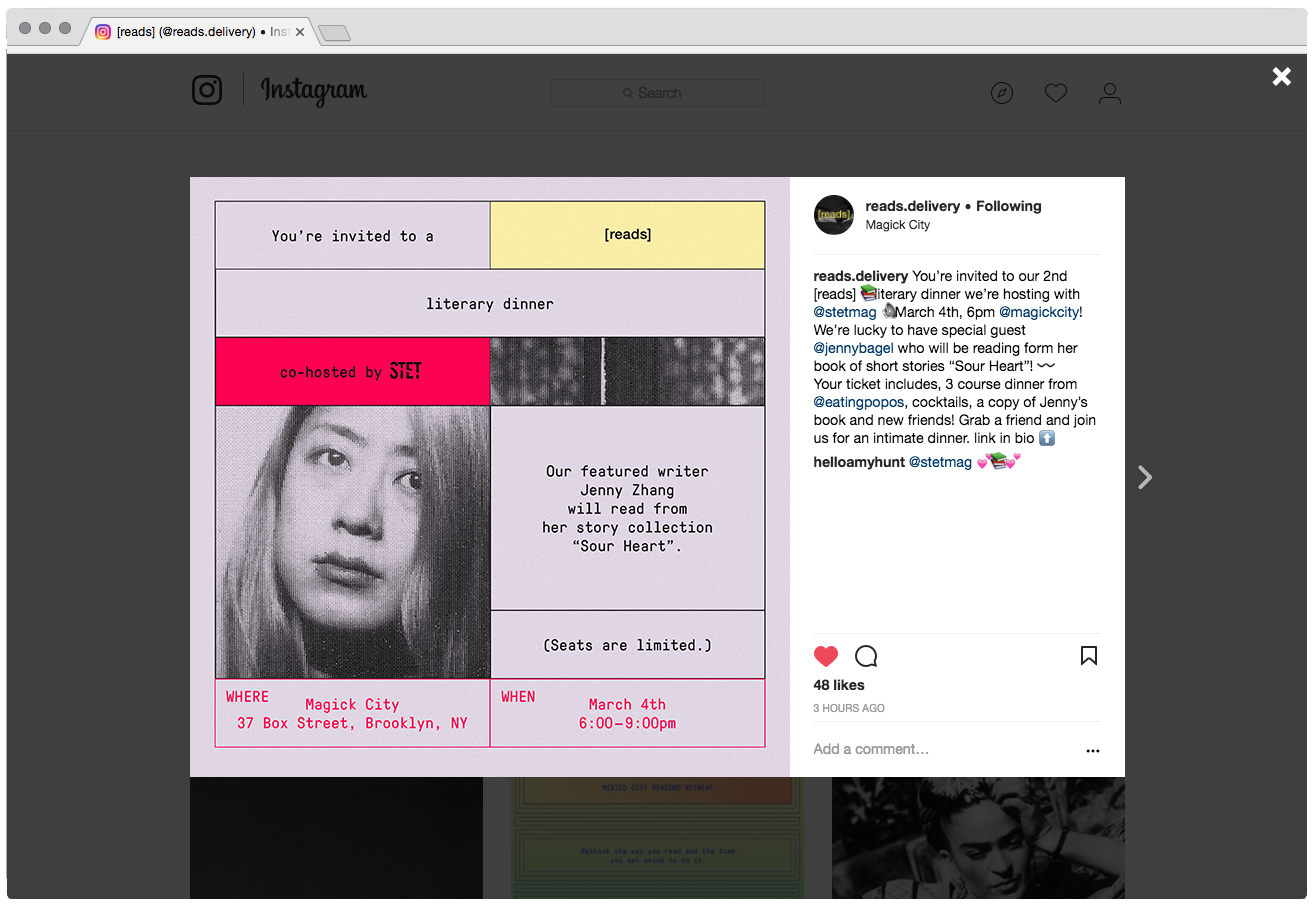 [reads] (@reads.delivery) • Ins
Instagram
Search
You’re invited to a
[reads]
literary dinner
co-hosted by STET
Our featured writer
Jenny Zhang
will read from
her story collection
“Sour Heart”.
(Seats are limited.)
WHERE
Magick City
37 Box Street, Brooklyn, NY
WHEN
March 4th
6:00–9:00pm
[reads]
reads.delivery • Following
Magick City
reads.delivery You’re invited to our 2nd
[reads] 📚iterary dinner we’re hosting with
@stetmag March 4th, 6pm @magickcity!
We’re lucky to have special guest
@jennybagel who will be reading form her
book of short stories “Sour Heart”! 〰
Your ticket includes, 3 course dinner from
@eatingpopos, cocktails, a copy of Jenny’s
book and new friends! Grab a friend and join
us for an intimate dinner. link in bio ⬆️
helloamyhunt @stetmag 💕📚💕
48 likes
3 HOURS AGO
Add a comment…
MEXICO CITY READING RETREAT
Rethink the way you read and the time
you set aside to do it.